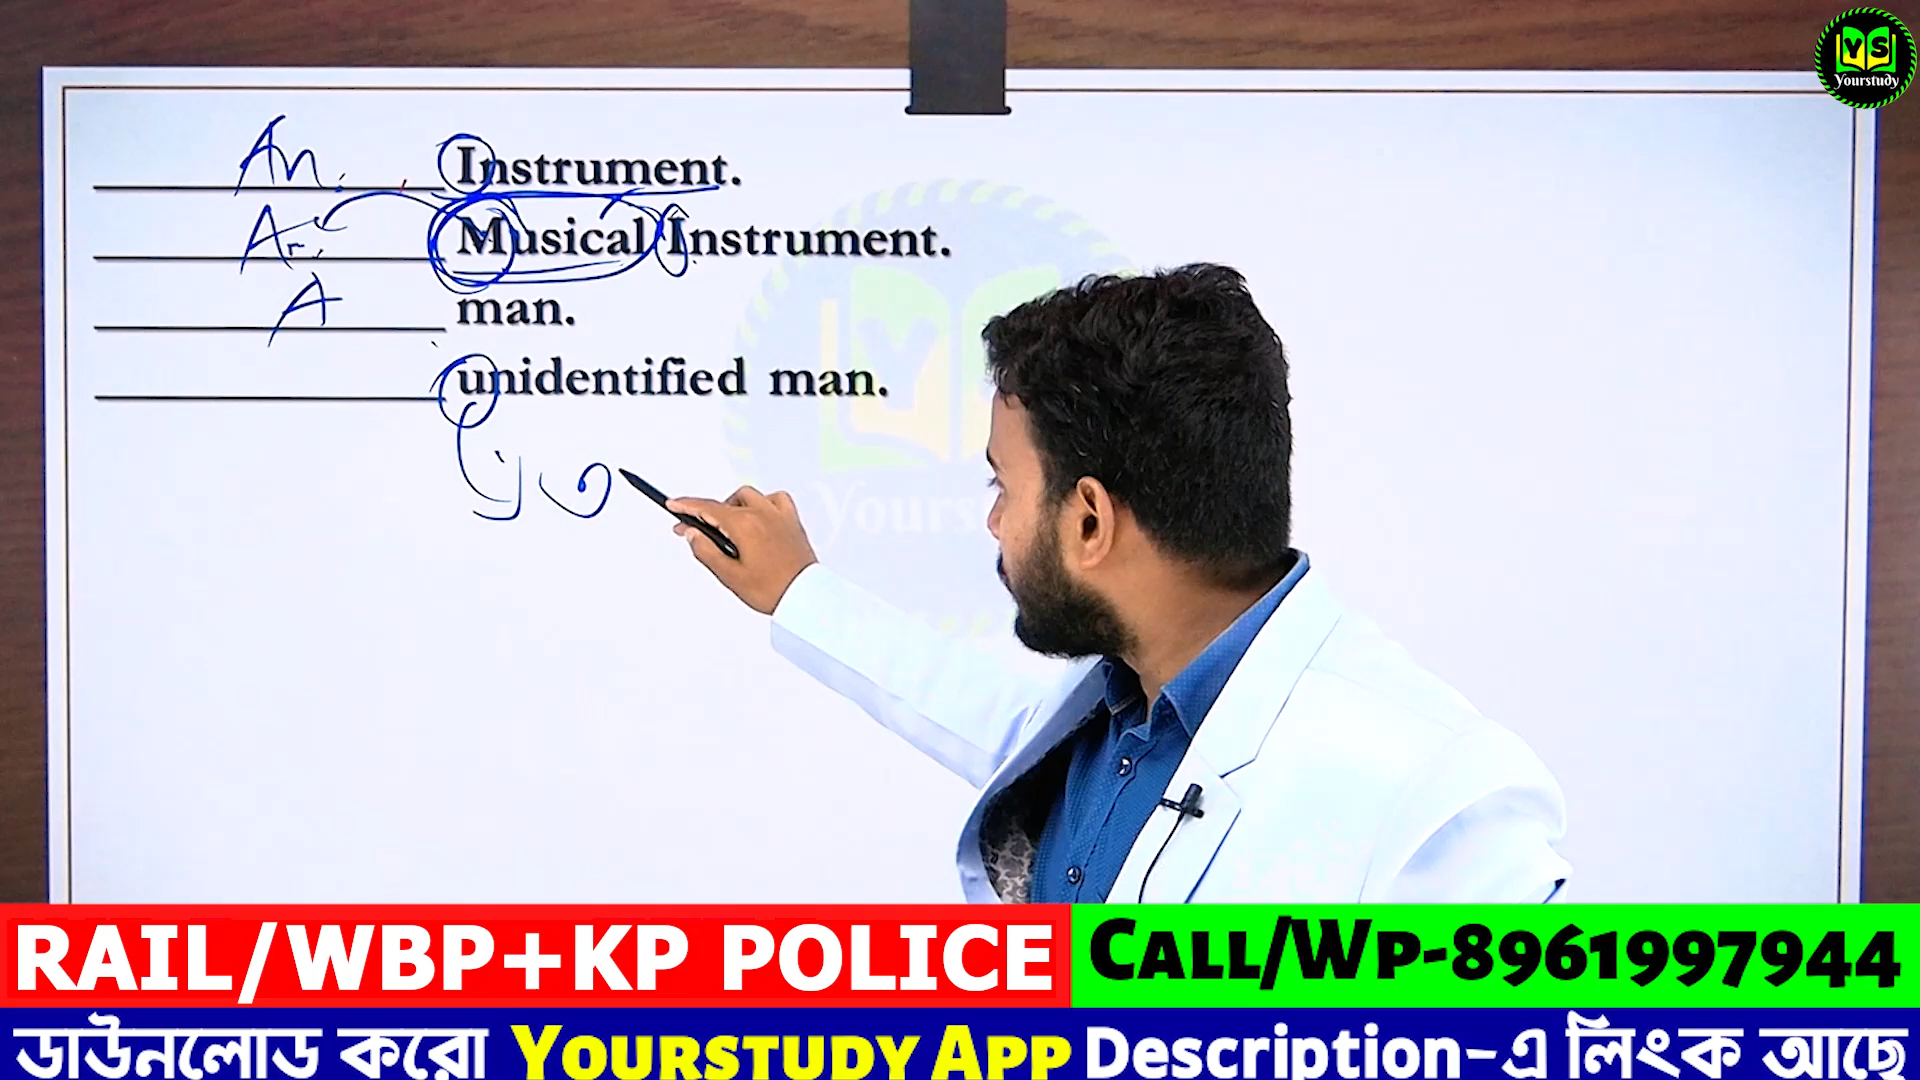 YS
Yourstudy
An. Instrument.
A Musical Instrument.
A man.
unidentified man.
RAIL/WBP+KP POLICE
CALL/WP-8961997944
ডাউনলোড করো YOURSTUDY APP Description-এ লিংক আছে